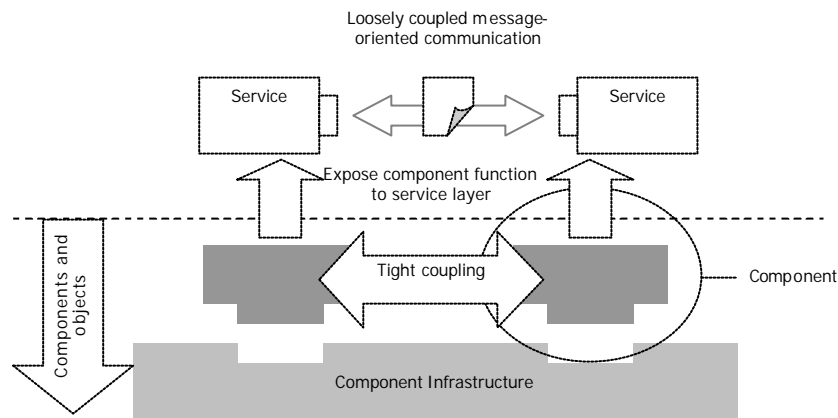 Loosely coupled message-
oriented communication
Service
Service
Expose component function
to service layer
Tight coupling
Component
Components and
objects
Component Infrastructure